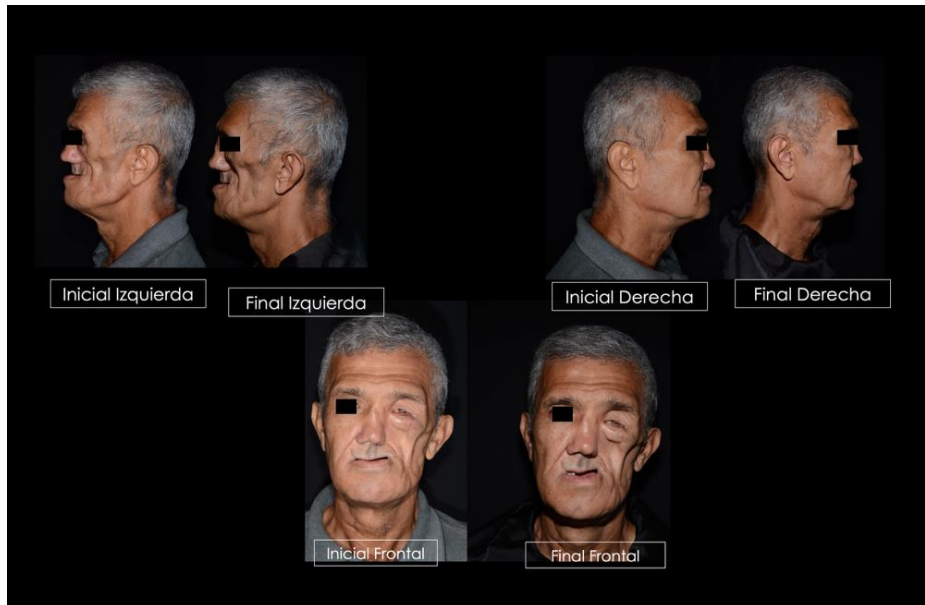 Inicial Izquierda
Final Izquierda
Inicial Derecha
Final Derecha
Inicial Frontal
Final Frontal